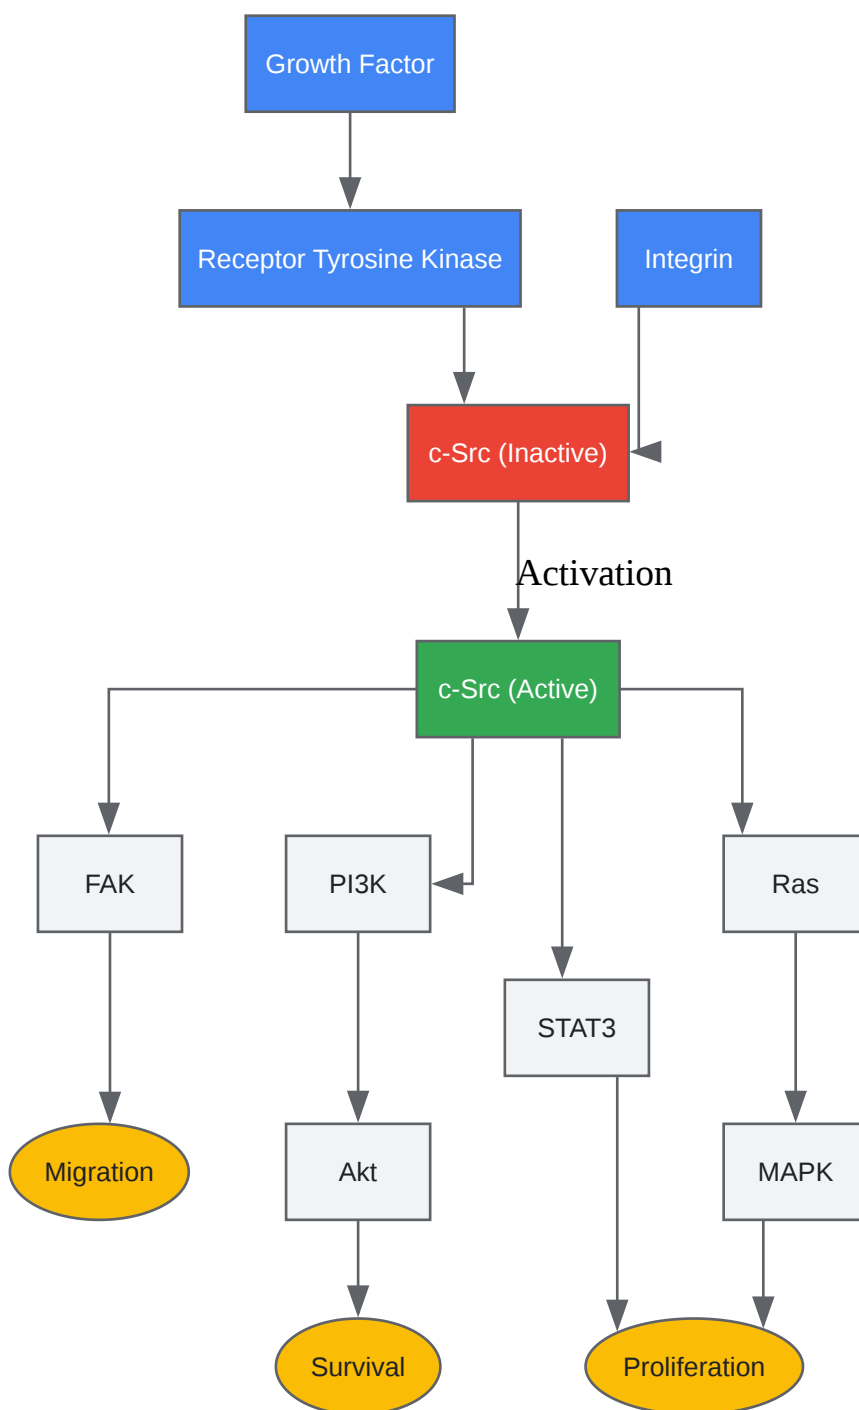 Growth Factor
Receptor Tyrosine Kinase
Integrin
c-Src (Inactive)
Activation
c-Src (Active)
FAK
PI3K
Ras
STAT3
Migration
Akt
MAPK
Survival
Proliferation